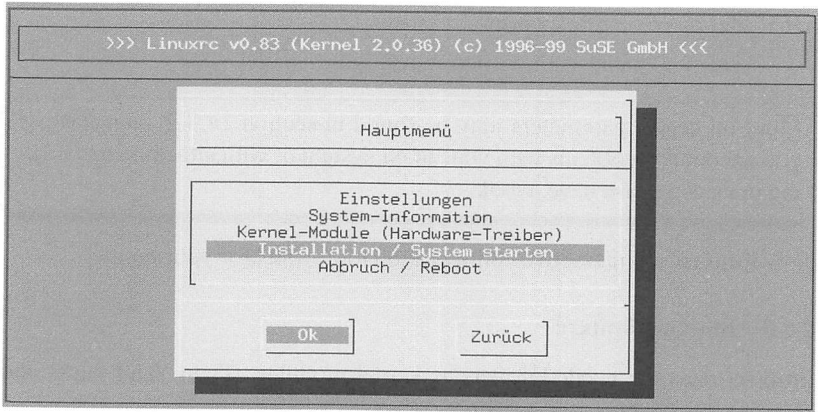 >>> Linuxrc v0.83 (Kernel 2.0.36) (c) 1996-99 SuSE GmbH <<<
Hauptmenü
Einstellungen
System-Information
Kernel-Module (Hardware-Treiber)
Installation / System starten
Abbruch / Reboot
Ok
Zurück